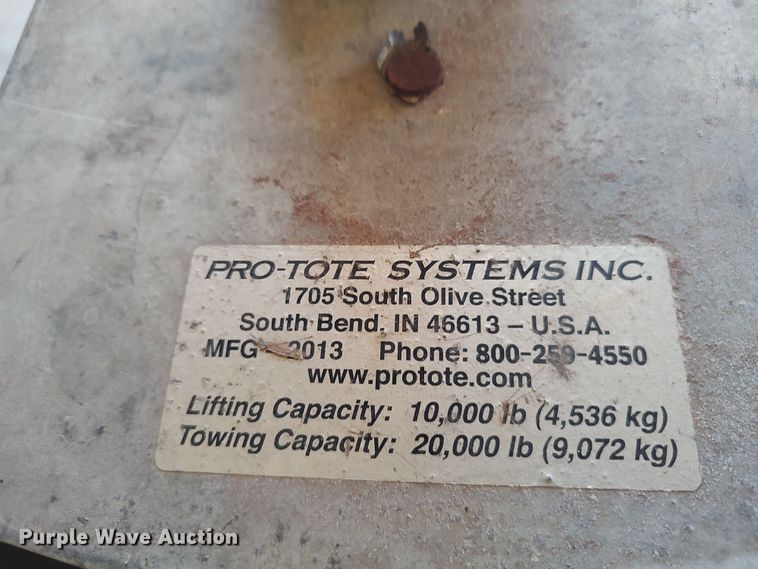 PRO-TOTE SYSTEMS INC.
1705 South Olive Street
South Bend, IN 46613 – U.S.A.
MFG 2013 Phone: 800-259-4550
www.protote.com
Lifting Capacity: 10,000 lb (4,536 kg)
Towing Capacity: 20,000 lb (9,072 kg)
Purple Wave Auction